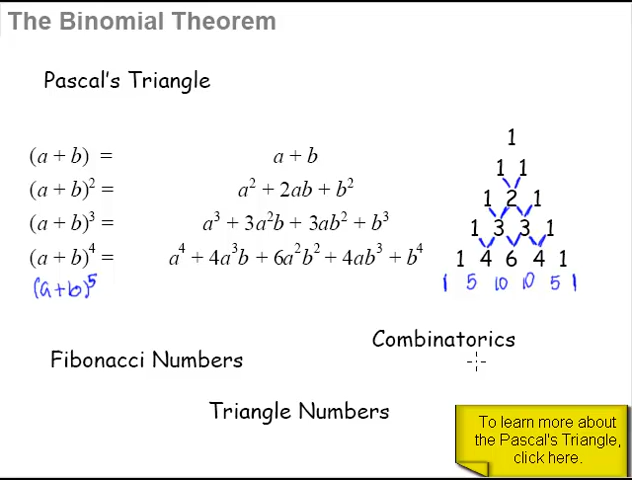 The Binomial Theorem
Pascal's Triangle
1
(a + b) = a + b
1 1
(a + b)² = a² + 2ab + b²
1 2 1
(a + b)³ = a³ + 3a²b + 3ab² + b³
1 3 3 1
(a + b)⁴ = a⁴ + 4a³b + 6a²b² + 4ab³ + b⁴
1 4 6 4 1
(a+b)⁵
1 5 10 10 5 1
Combinatorics
Fibonacci Numbers
Triangle Numbers
To learn more about
the Pascal's Triangle,
click here.